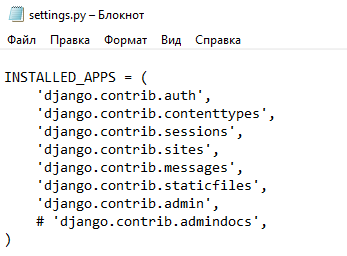 settings.py – Блокнот
Файл Правка Формат Вид Справка
INSTALLED_APPS = (
    'django.contrib.auth',
    'django.contrib.contenttypes',
    'django.contrib.sessions',
    'django.contrib.sites',
    'django.contrib.messages',
    'django.contrib.staticfiles',
    'django.contrib.admin',
    # 'django.contrib.admindocs',
)